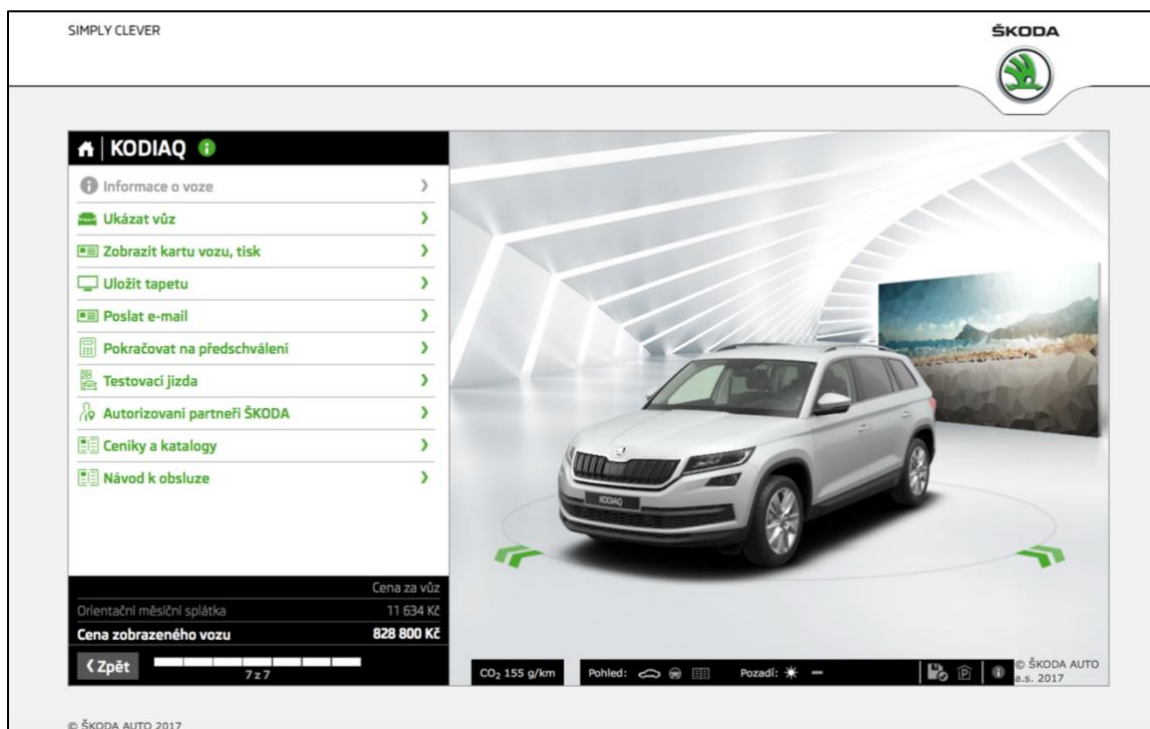 SIMPLY CLEVER
ŠKODA
KODIAQ
Informace o voze
Ukázat vůz
Zobrazit kartu vozu, tisk
Uložit tapetu
Poslat e-mail
Pokračovat na předschválení
Testovací jízda
Autorizovaní partneři ŠKODA
Ceníky a katalogy
Návod k obsluze
KODIAQ
Cena za vůz
Orientační měsíční splátka 11 634 Kč
Cena zobrazeného vozu 828 800 Kč
Zpět
7 z 7
CO₂ 155 g/km
Pohled:
Pozadí:
© ŠKODA AUTO
a.s. 2017
© ŠKODA AUTO 2017